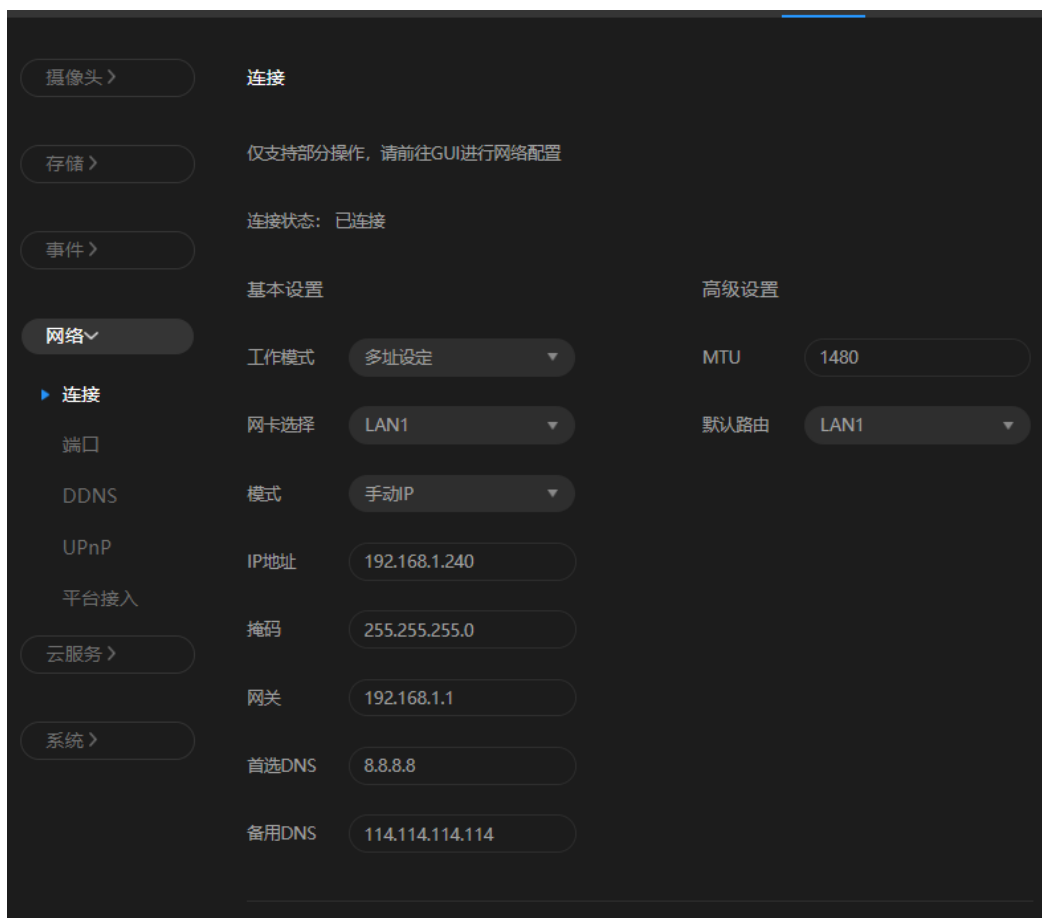 摄像头
存储
事件
网络
连接
端口
DDNS
UPnP
平台接入
云服务
系统
连接
仅支持部分操作，请前往GUI进行网络配置
连接状态： 已连接
基本设置
工作模式 多址设定
网卡选择 LAN1
模式 手动IP
IP地址 192.168.1.240
掩码 255.255.255.0
网关 192.168.1.1
首选DNS 8.8.8.8
备用DNS 114.114.114.114
高级设置
MTU 1480
默认路由 LAN1